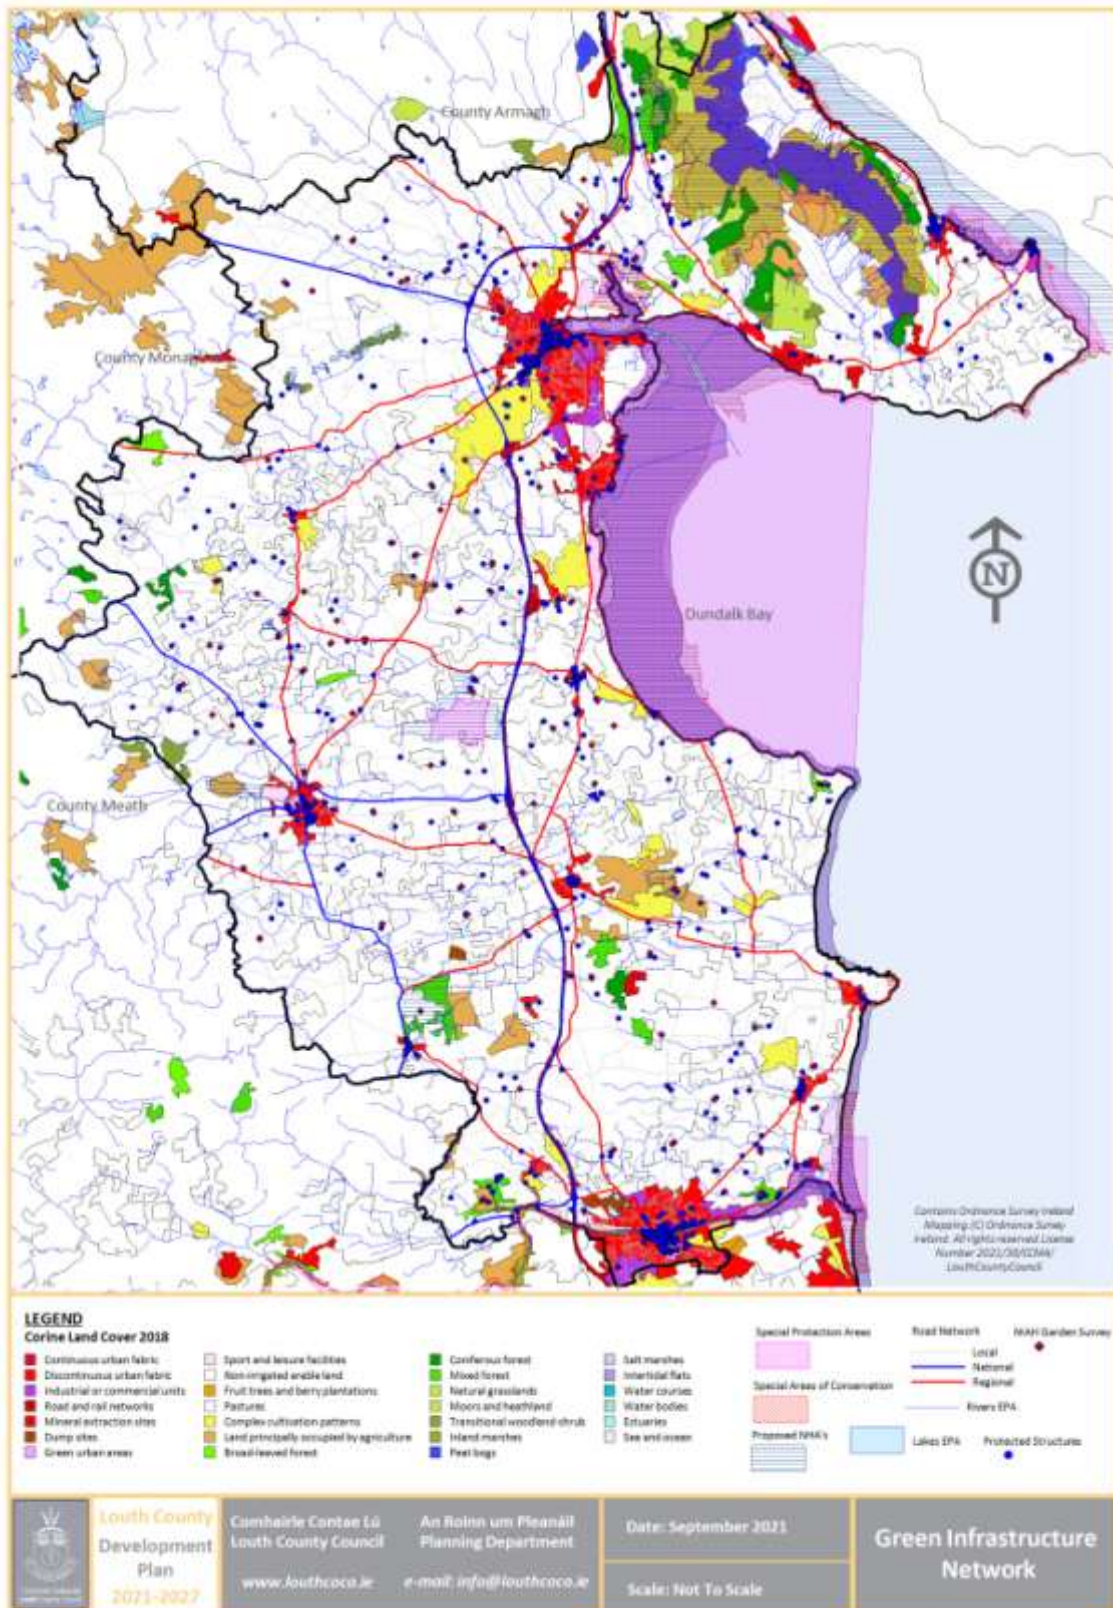 County Armagh
County Monaghan
Dundalk Bay
N
County Meath
Contains Ordnance Survey Ireland
Mapping (C) Ordnance Survey
Ireland. All rights reserved. License
Number
LouthCountyCouncil
LEGEND
Corine Land Cover 2018
Continuous urban fabric
Discontinuous urban fabric
Industrial or commercial units
Road and rail networks
Mineral extraction sites
Dump sites
Green urban areas
Sport and leisure facilities
Non-irrigated arable land
Fruit trees and berry plantations
Pastures
Complex cultivation patterns
Land principally occupied by agriculture
Broad-leaved forest
Coniferous forest
Mixed forest
Natural grasslands
Moors and heathland
Transitional woodland-shrub
Inland marshes
Peat bogs
Salt marshes
Intertidal flats
Water courses
Water bodies
Estuaries
Sea and ocean
Special Protection Areas
Special Areas of Conservation
Proposed NHA's
Road Network
Local
National
Regional
Rivers EPA
Lakes EPA
NIAH Garden Survey
Protected Structures
Louth County
Development
Plan
2021-2027
Comhairle Contae Lú
Louth County Council
www.louthcoco.ie
An Roinn um Pleanáil
Planning Department
e-mail: info@louthcoco.ie
Date: September 2021
Scale: Not To Scale
Green Infrastructure
Network